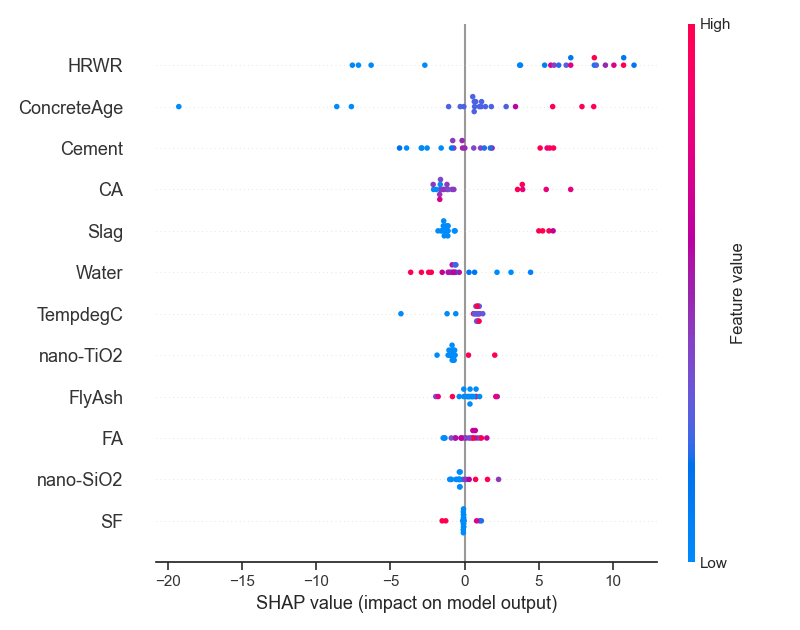 High
HRWR
ConcreteAge
Cement
CA
Slag
Water
TempdegC
nano-TiO2
FlyAsh
FA
nano-SiO2
SF
Feature value
Low
−20 −15 −10 −5 0 5 10
SHAP value (impact on model output)